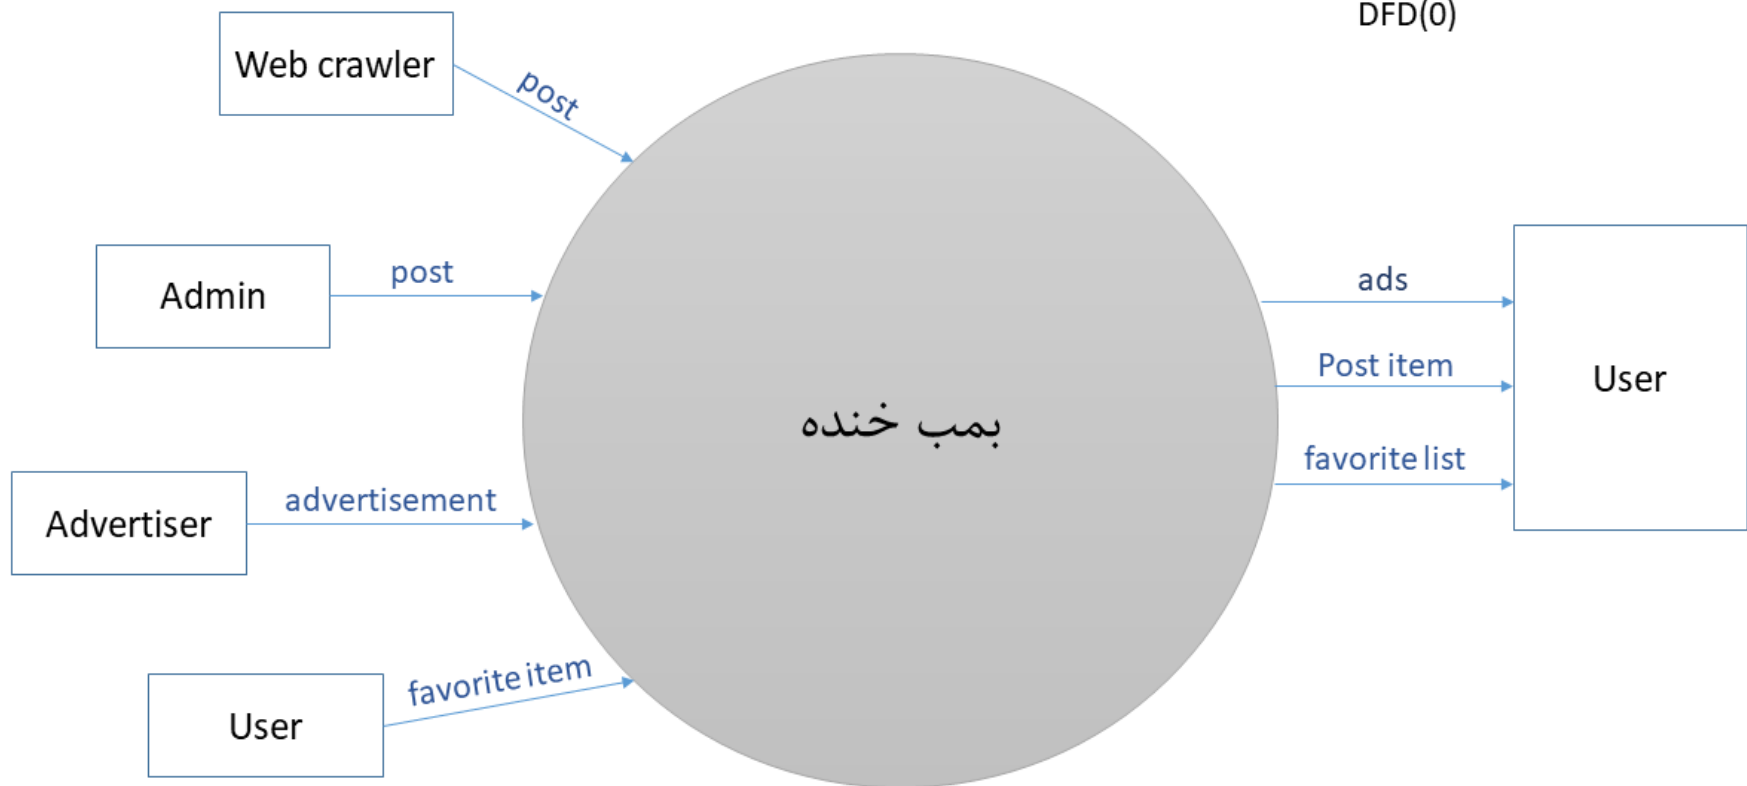 DFD(0)
Web crawler
post
Admin
post
Advertiser
advertisement
User
favorite item
بمب خنده
ads
Post item
favorite list
User